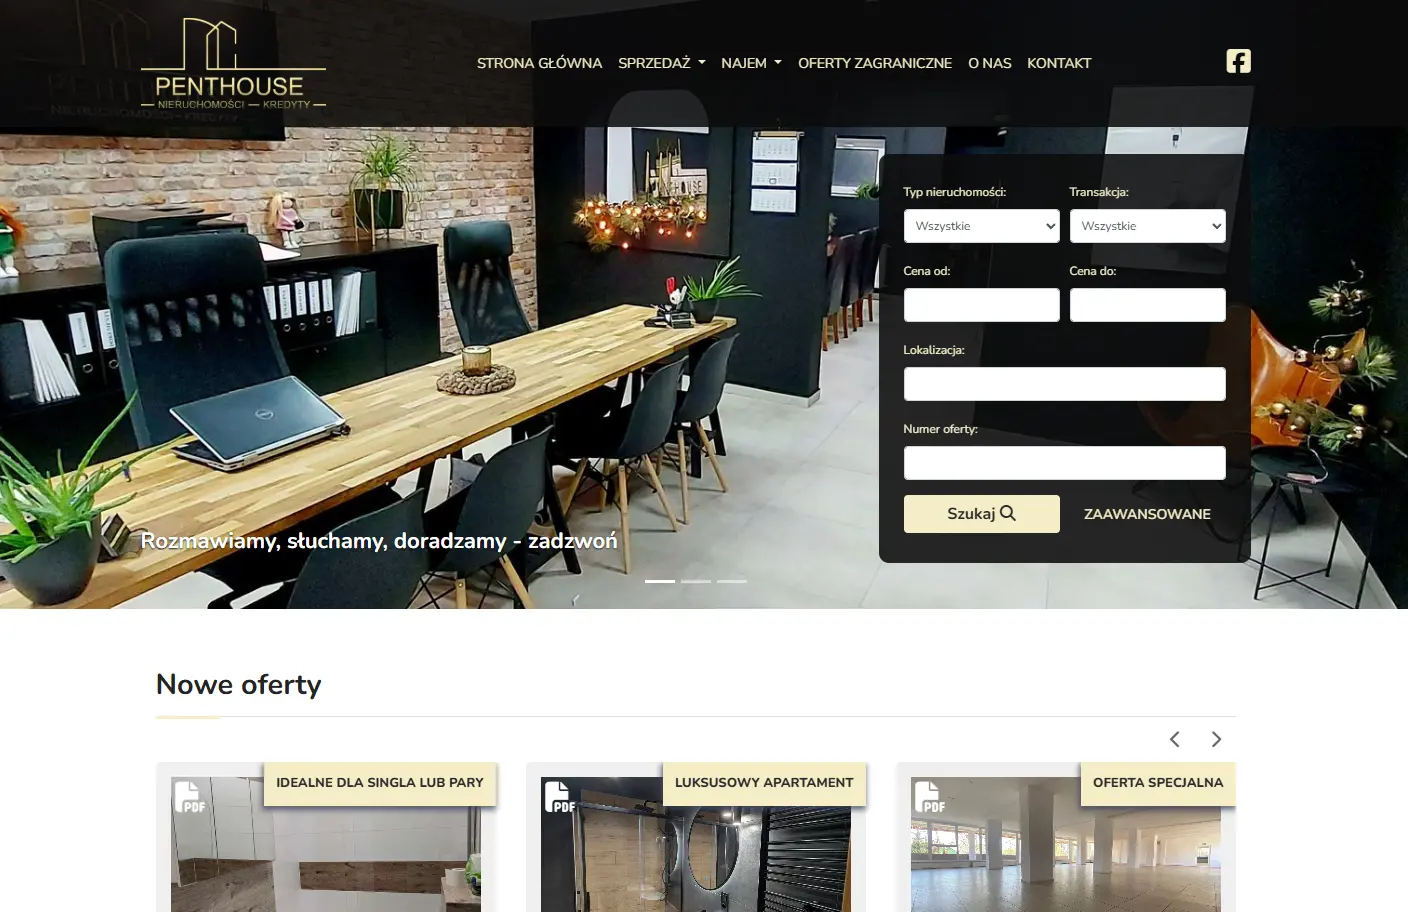 PENTHOUSE
NIERUCHOMOŚCI — KREDYTY
STRONA GŁÓWNA
SPRZEDAŻ
NAJEM
OFERTY ZAGRANICZNE
O NAS
KONTAKT
Typ nieruchomości:
Transakcja:
Wszystkie
Wszystkie
Cena od:
Cena do:
Lokalizacja:
Numer oferty:
Szukaj
ZAAWANSOWANE
Rozmawiamy, słuchamy, doradzamy - zadzwoń
Nowe oferty
PDF
IDEALNE DLA SINGLA LUB PARY
PDF
LUKSUSOWY APARTAMENT
PDF
OFERTA SPECJALNA